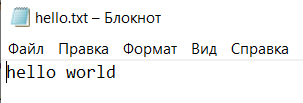 hello.txt – Блокнот
Файл Правка Формат Вид Справка
hello world